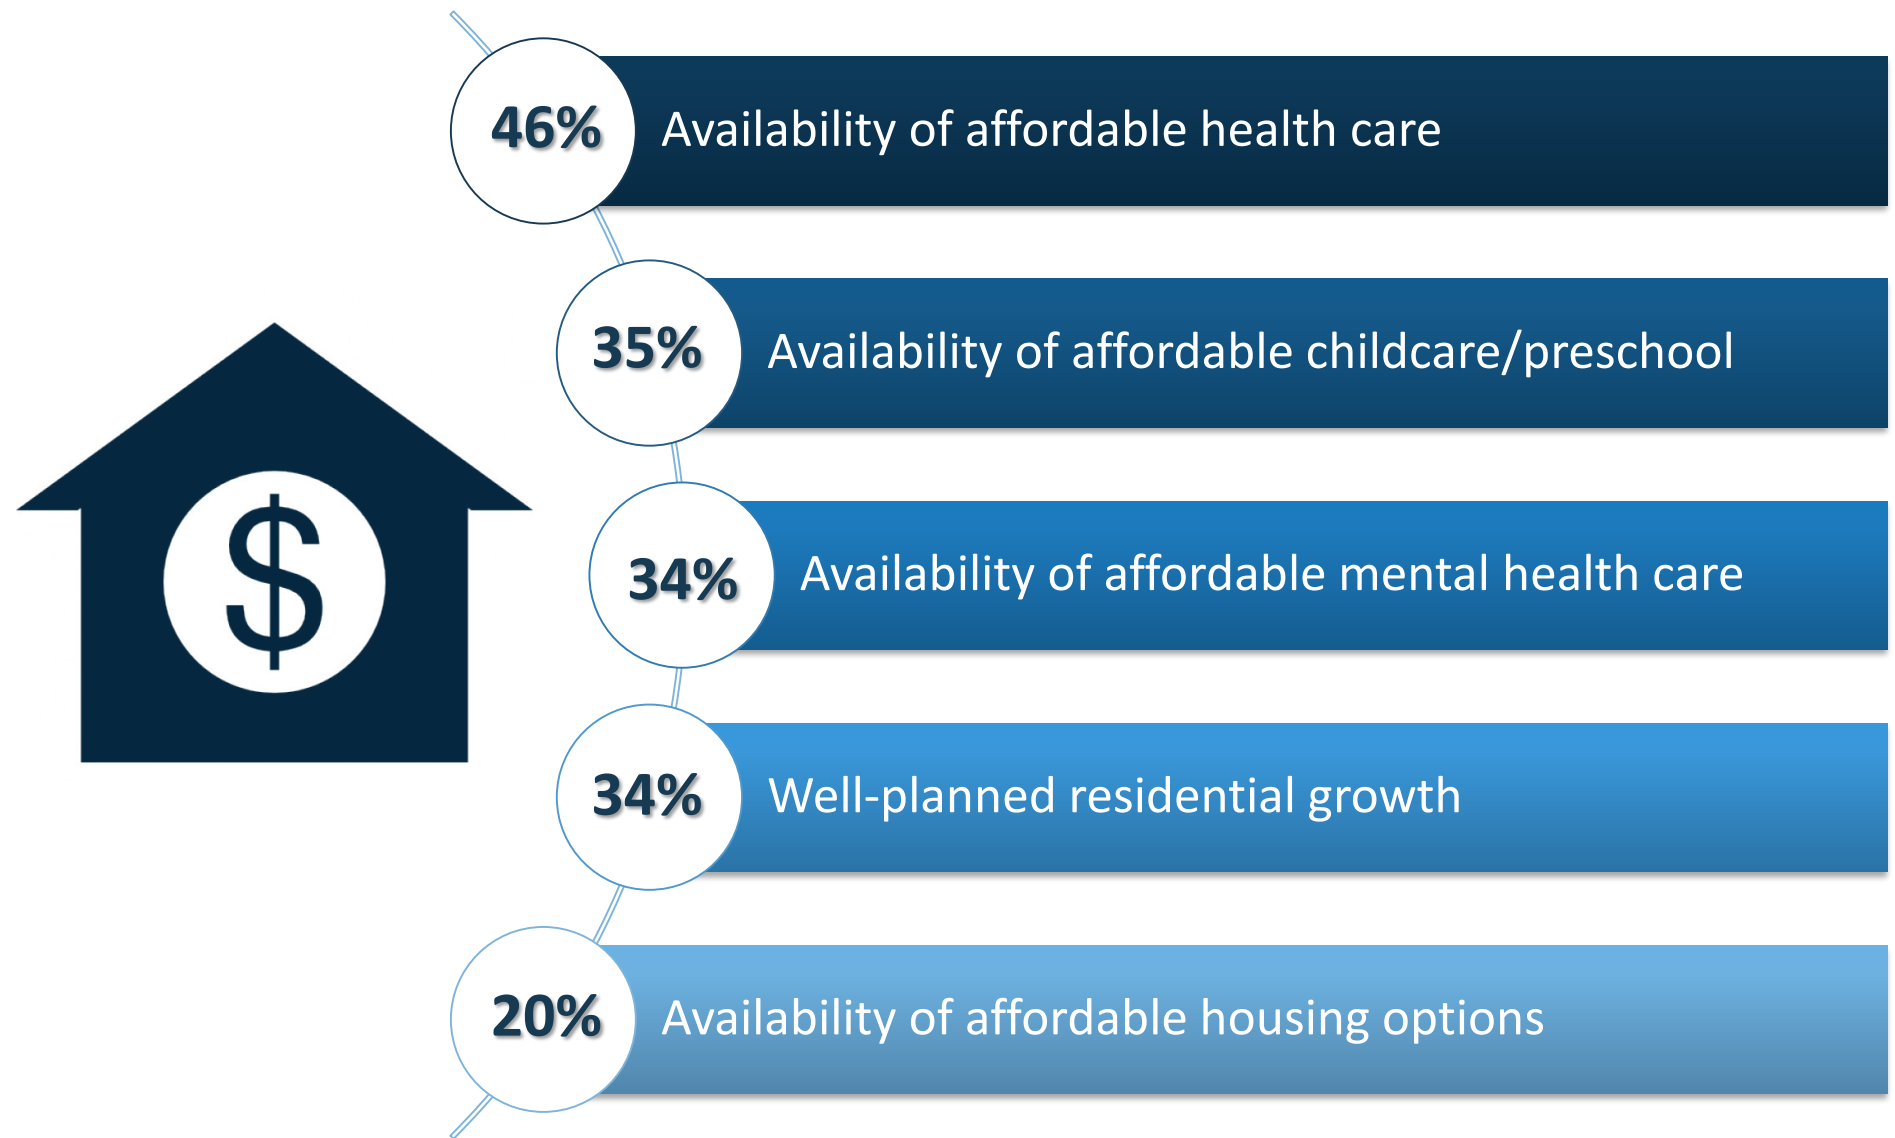 46% Availability of affordable health care
35% Availability of affordable childcare/preschool
$
34% Availability of affordable mental health care
34% Well-planned residential growth
20% Availability of affordable housing options